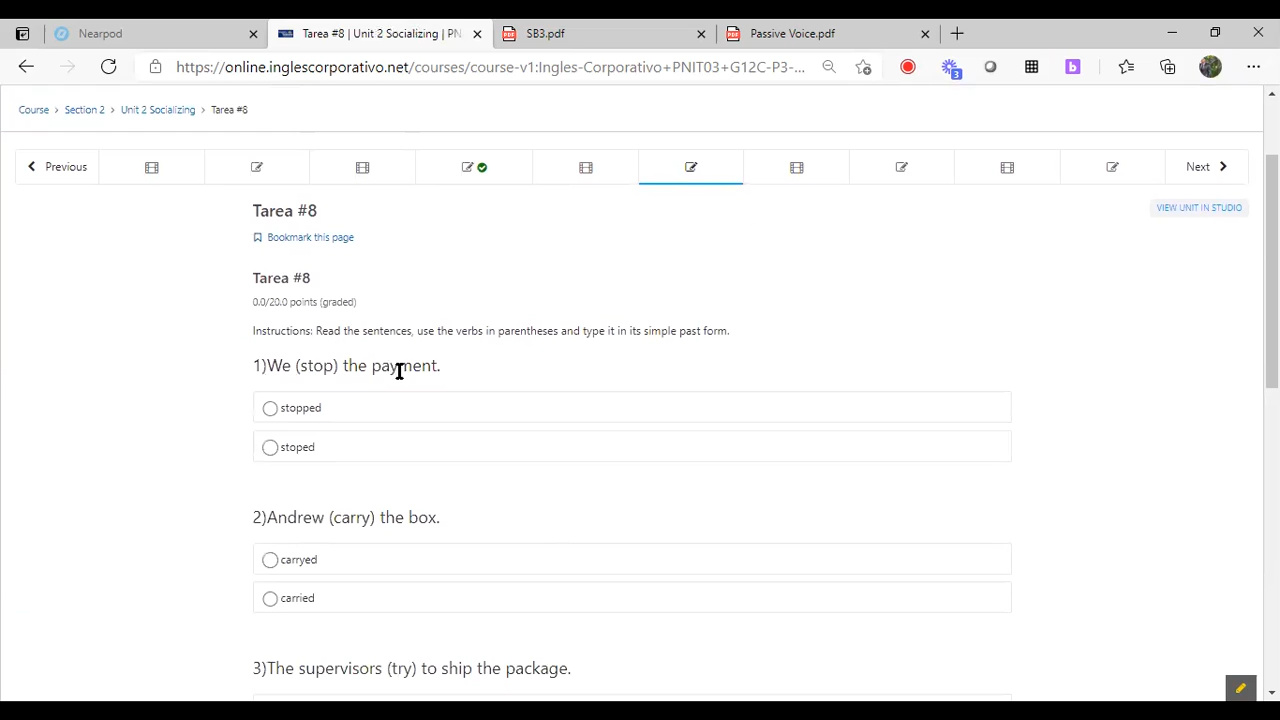 Nearpod
Tarea #8 | Unit 2 Socializing | PN
SB3.pdf
Passive Voice.pdf
https://online.inglescorporativo.net/courses/course-v1:Ingles-Corporativo+PNIT03+G12C-P3-...
3
b
Course > Section 2 > Unit 2 Socializing > Tarea #8
Previous
Next
Tarea #8
VIEW UNIT IN STUDIO
Bookmark this page
Tarea #8
0.0/20.0 points (graded)
Instructions: Read the sentences, use the verbs in parentheses and type it in its simple past form.
1)We (stop) the payment.
stopped
stoped
2)Andrew (carry) the box.
carryed
carried
3)The supervisors (try) to ship the package.